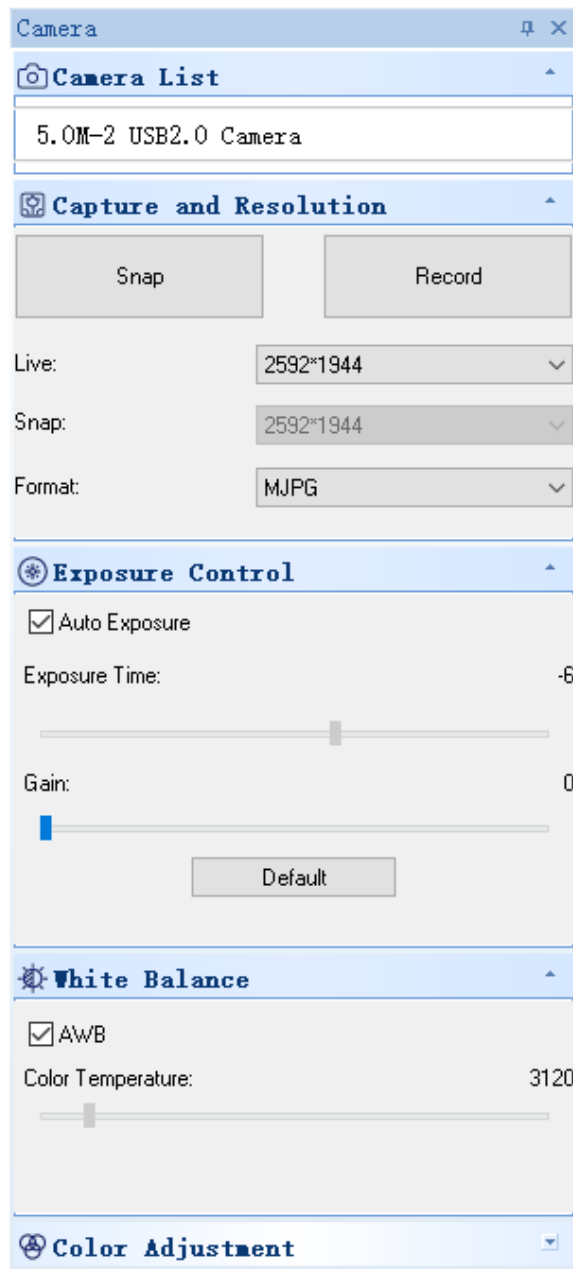 Camera
Camera List
5.0M-2 USB2.0 Camera
Capture and Resolution
Snap Record
Live: 2592*1944
Snap: 2592*1944
Format: MJPG
Exposure Control
Auto Exposure
Exposure Time: -6
Gain: 0
Default
White Balance
AWB
Color Temperature: 3120
Color Adjustment